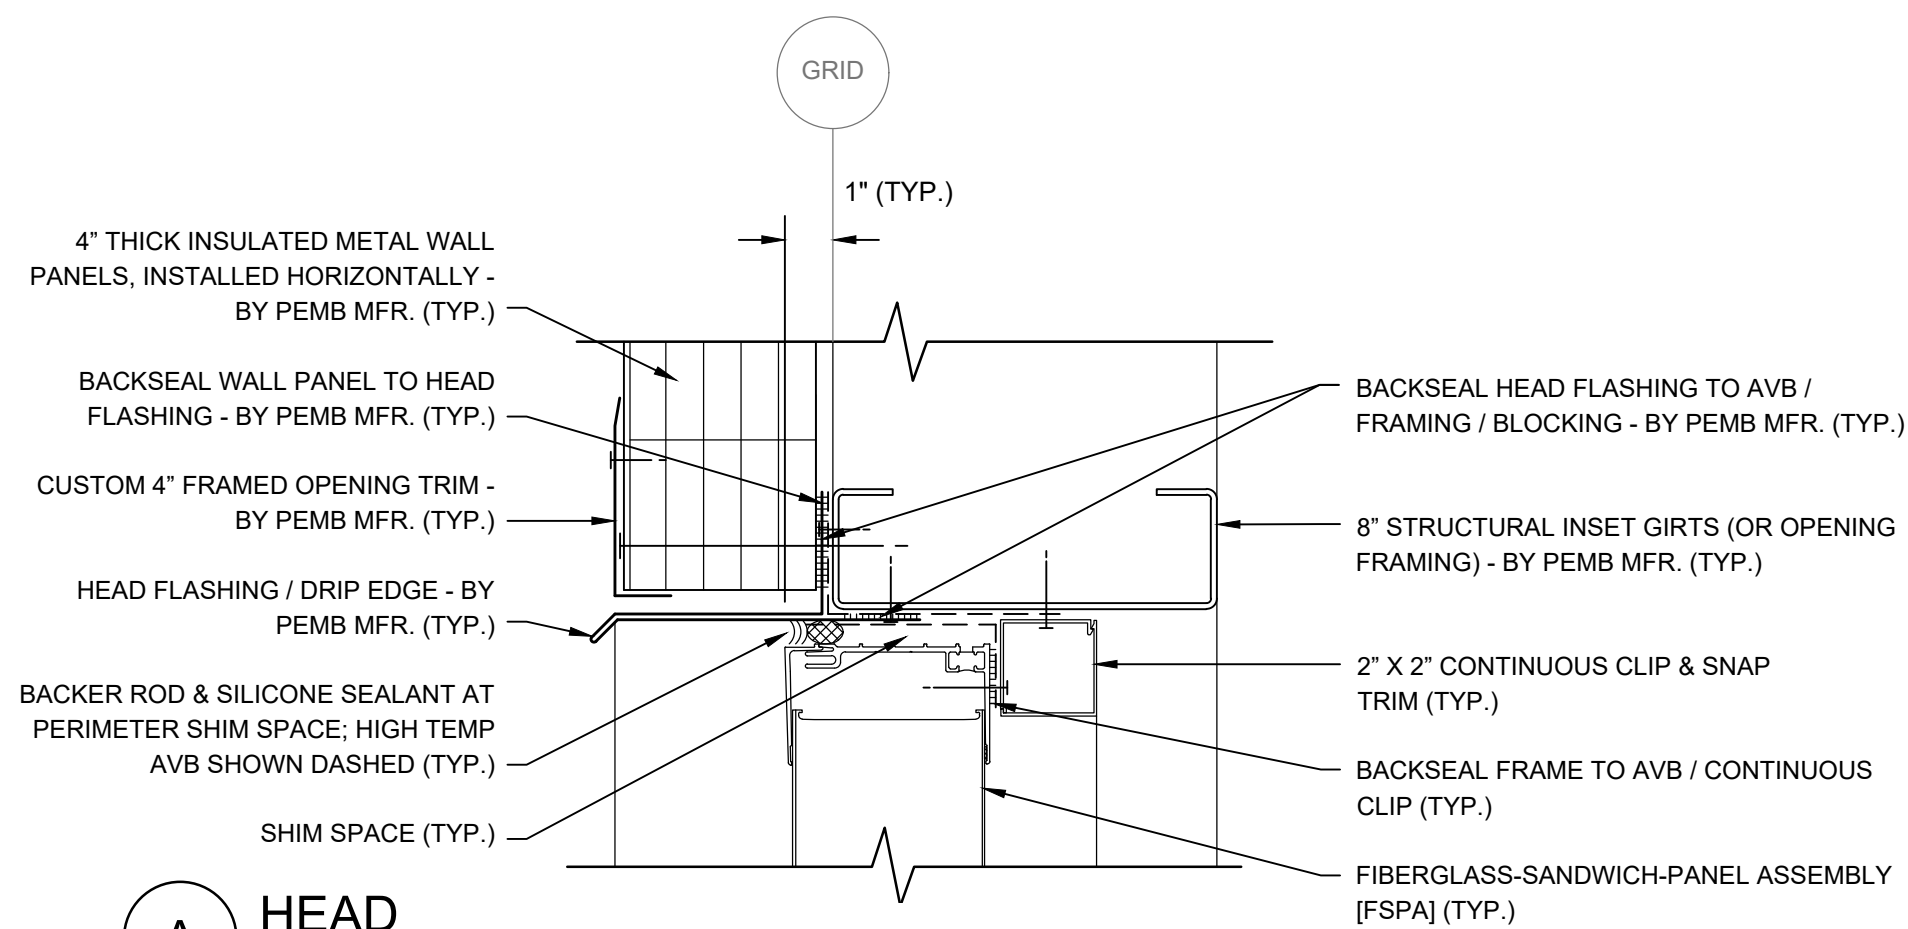 GRID
1" (TYP.)
4” THICK INSULATED METAL WALL
PANELS, INSTALLED HORIZONTALLY -
BY PEMB MFR. (TYP.)
BACKSEAL WALL PANEL TO HEAD
FLASHING - BY PEMB MFR. (TYP.)
CUSTOM 4” FRAMED OPENING TRIM -
BY PEMB MFR. (TYP.)
HEAD FLASHING / DRIP EDGE - BY
PEMB MFR. (TYP.)
BACKER ROD & SILICONE SEALANT AT
PERIMETER SHIM SPACE; HIGH TEMP
AVB SHOWN DASHED (TYP.)
SHIM SPACE (TYP.)
BACKSEAL HEAD FLASHING TO AVB /
FRAMING / BLOCKING - BY PEMB MFR. (TYP.)
8” STRUCTURAL INSET GIRTS (OR OPENING
FRAMING) - BY PEMB MFR. (TYP.)
2” X 2” CONTINUOUS CLIP & SNAP
TRIM (TYP.)
BACKSEAL FRAME TO AVB / CONTINUOUS
CLIP (TYP.)
FIBERGLASS-SANDWICH-PANEL ASSEMBLY
[FSPA] (TYP.)
A HEAD